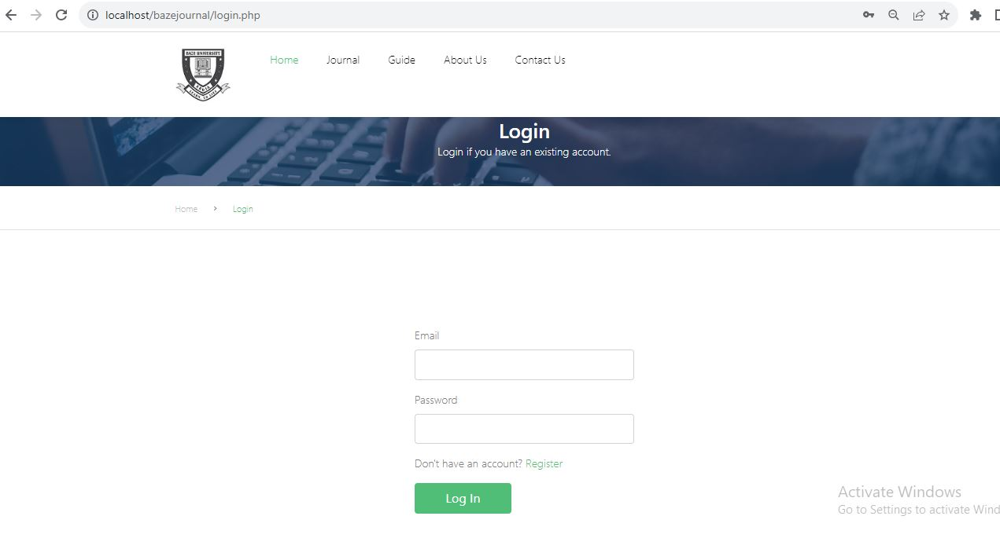 localhost/bazejournal/login.php
BAZE UNIVERSITY
Home Journal Guide About Us Contact Us
Login
Login if you have an existing account.
Home > Login
Email
Password
Don't have an account? Register
Log In
Activate Windows
Go to Settings to activate Wind